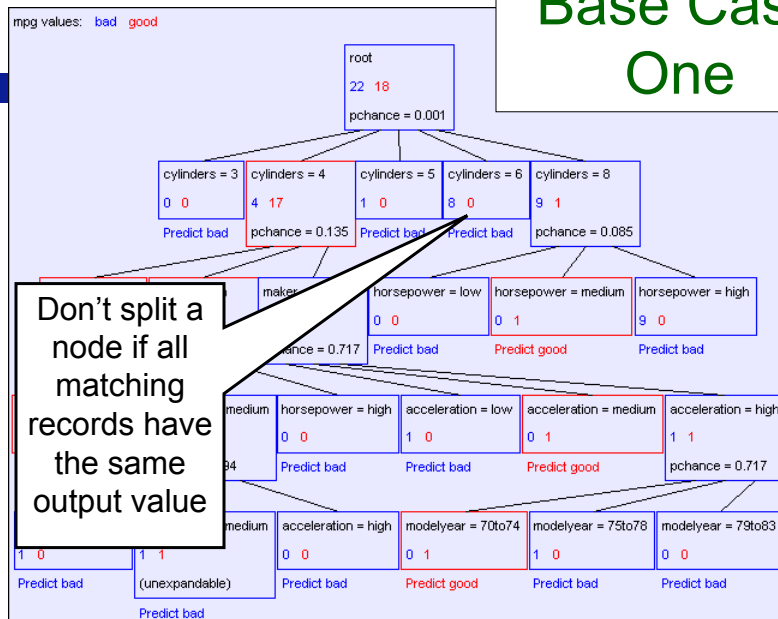 Base Cas
One
mpg values: bad good
root
22 18
pchance = 0.001
cylinders = 3
0 0
Predict bad
cylinders = 4
4 17
pchance = 0.135
cylinders = 5
1 0
Predict bad
cylinders = 6
8 0
Predict bad
cylinders = 8
9 1
pchance = 0.085
Don't split a
node if all
matching
records have
the same
output value
maker
ance = 0.717
horsepower = low
0 0
Predict bad
horsepower = medium
0 1
Predict good
horsepower = high
9 0
Predict bad
medium
94
horsepower = high
0 0
Predict bad
acceleration = low
1 0
Predict bad
acceleration = medium
0 1
Predict good
acceleration = high
1 1
pchance = 0.717
1 0
Predict bad
medium
1 1
(unexpandable)
Predict bad
acceleration = high
0 0
Predict bad
modelyear = 70to74
0 1
Predict good
modelyear = 75to78
1 0
Predict bad
modelyear = 79to83
0 0
Predict bad